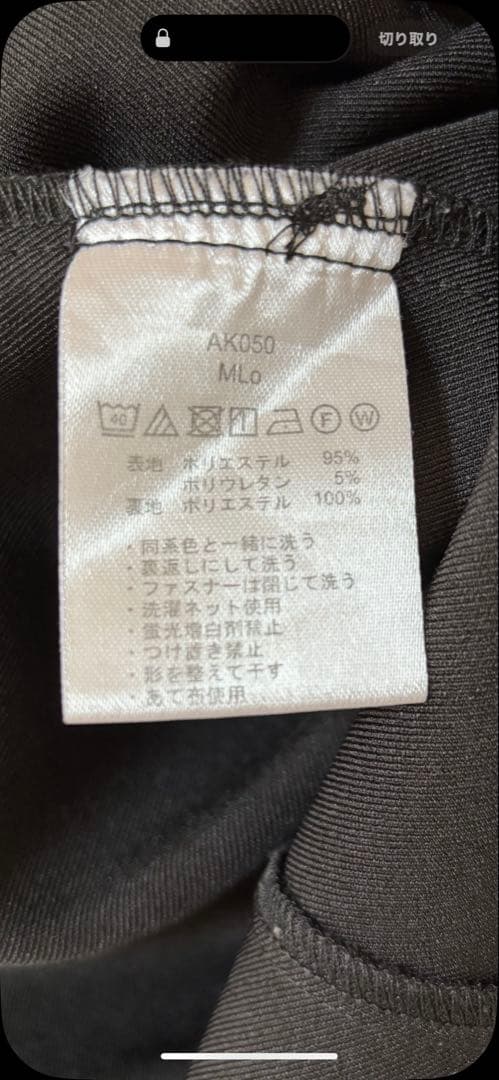 切り取り
AK050
MLo
40 F W
表地 ポリエステル 95%
ポリウレタン 5%
裏地 ポリエステル 100%
・同系色と一緒に洗う
・裏返しにして洗う
・ファスナーは閉じて洗う
・洗濯ネット使用
・蛍光増白剤禁止
・つけ置き禁止
・形を整えて干す
・あて布使用